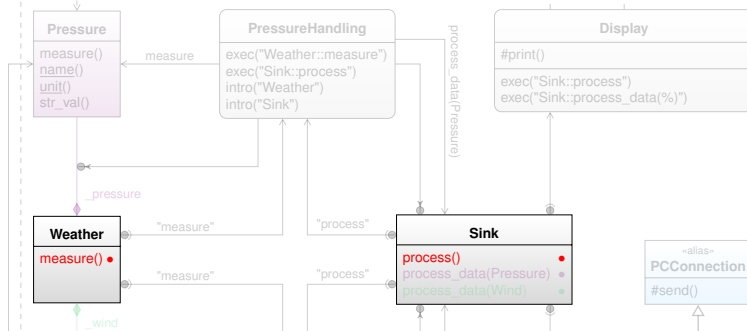 Pressure
measure()
name()
unit()
str_val()
measure
PressureHandling
exec("Weather::measure")
exec("Sink::process")
intro("Weather")
intro("Sink")
process_data(Pressure)
Display
#print()
exec("Sink::process")
exec("Sink::process_data(%)")
_pressure
Weather
measure()
"measure"
"measure"
"process"
"process"
Sink
process()
process_data(Pressure)
process_data(Wind)
«alias»
PCConnection
#send()
_wind